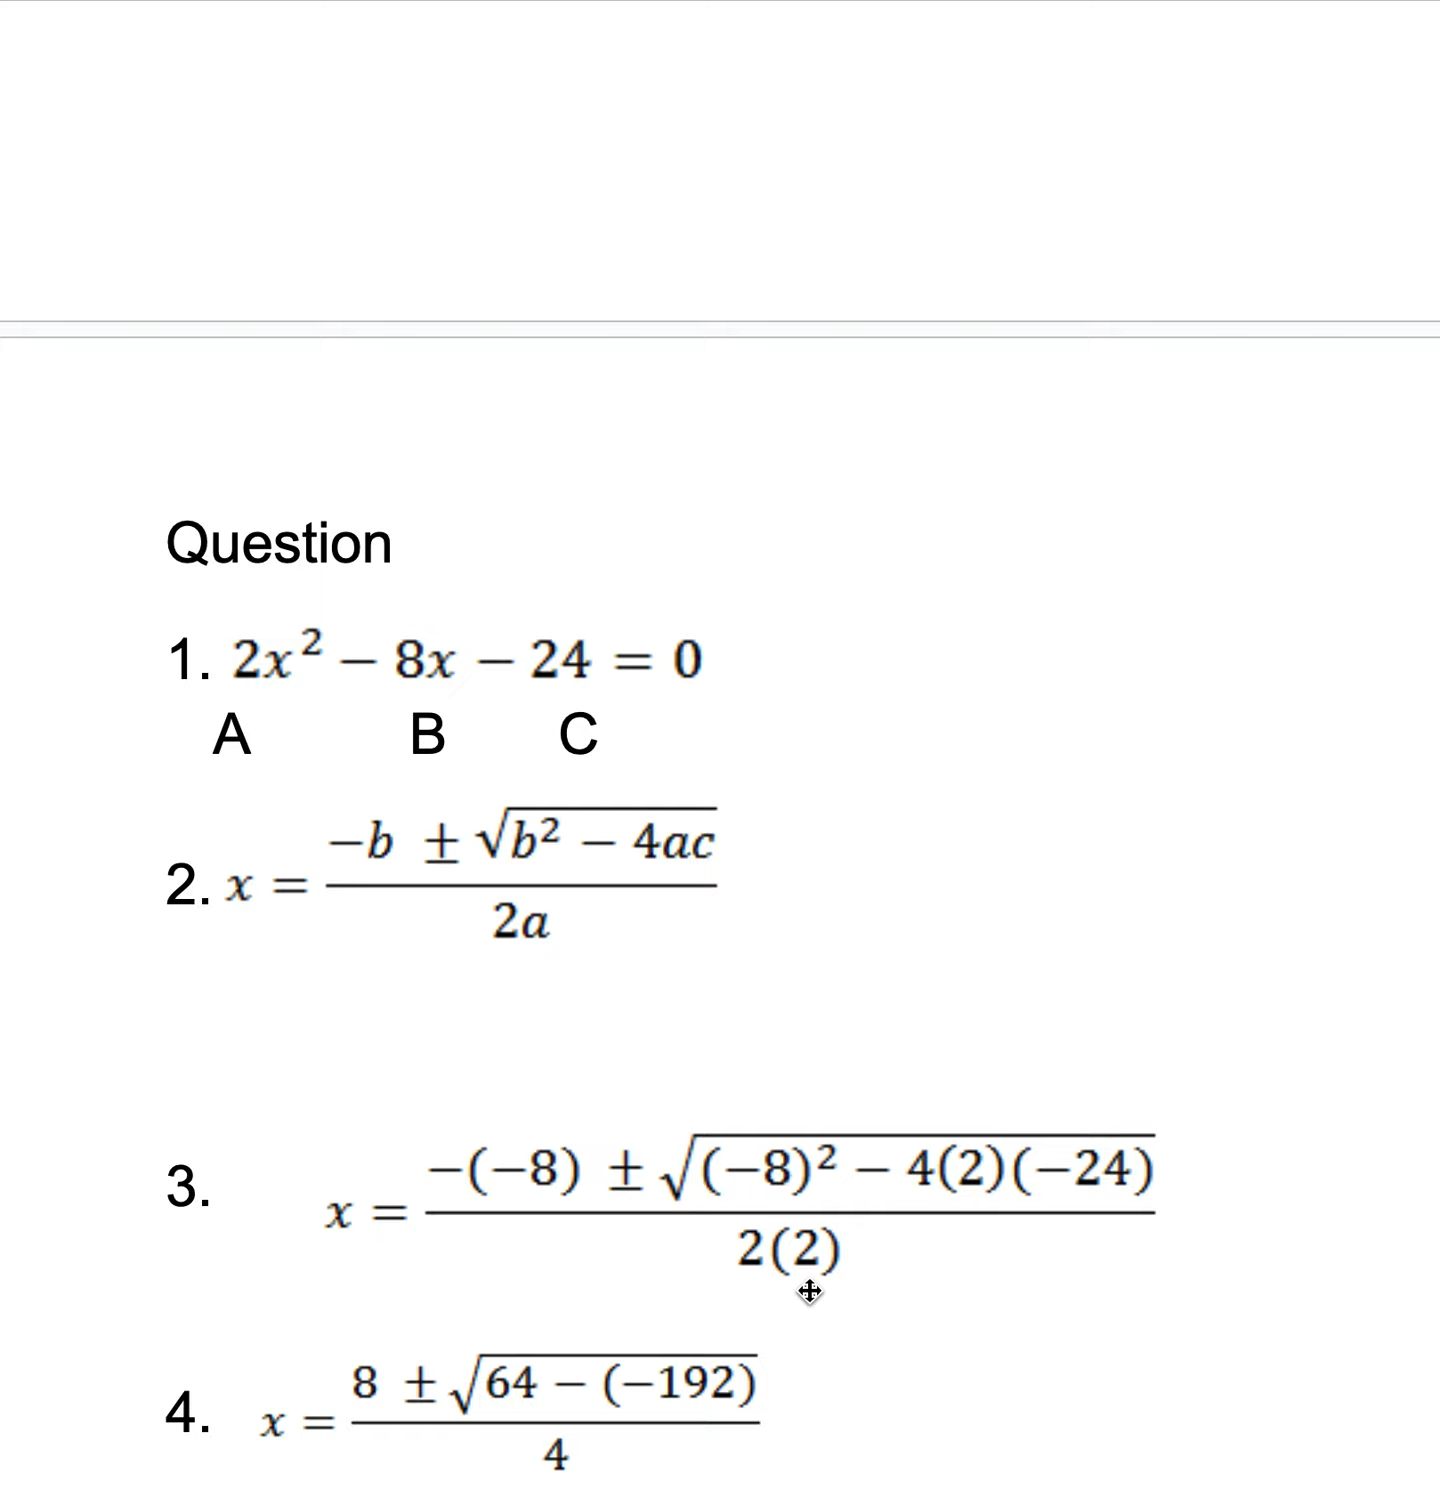 Question
1. 2x² − 8x − 24 = 0
A B C
2. x = (−b ± √(b² − 4ac)) / 2a
3. x = (−(−8) ± √((−8)² − 4(2)(−24))) / 2(2)
4. x = (8 ± √(64 − (−192))) / 4